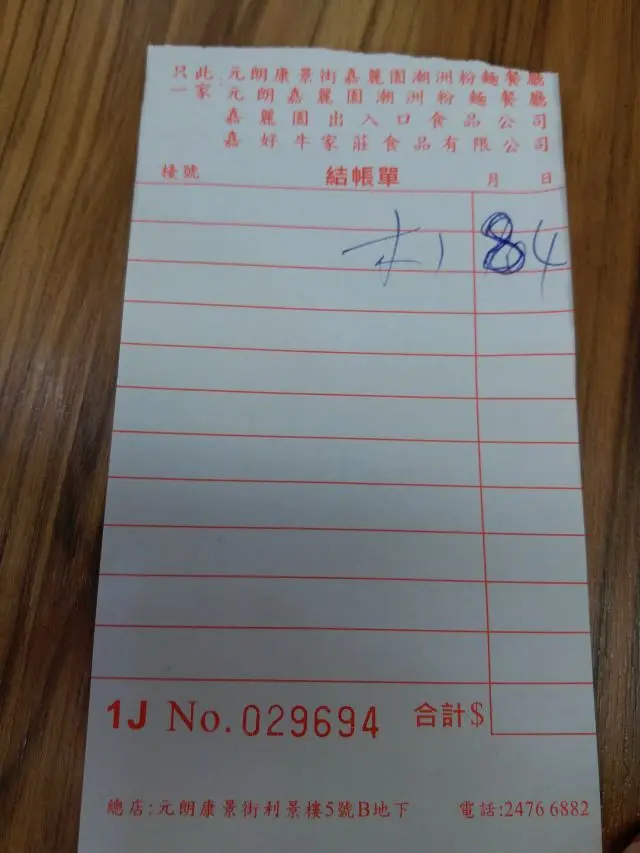 只此:元朗康景街嘉麗園潮洲粉麵餐廳
一家 元朗嘉麗園潮洲粉麵餐廳
嘉麗園出入口食品公司
嘉好牛家莊食品有限公司
檯號 結帳單 月 日
84
1J No.029694 合計$
總店:元朗康景街利景樓5號B地下 電話:2476 6882